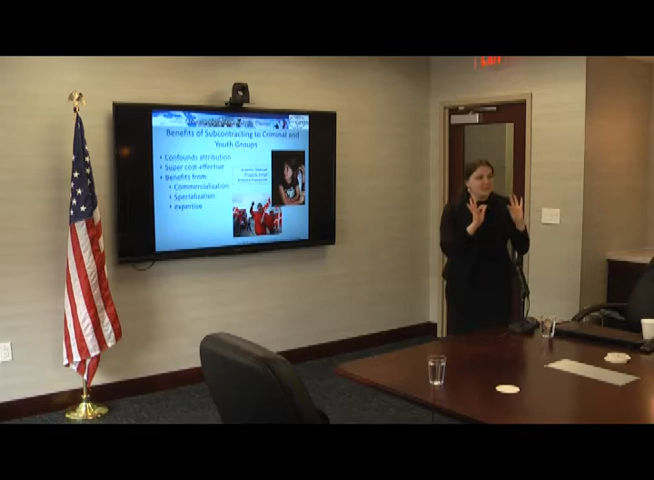 EXIT
Benefits of Subcontracting to Criminal and
Youth Groups
• Confounds attribution
• Super cost-effective
• Benefits from
• Commercialization
• Specialization
• expertise